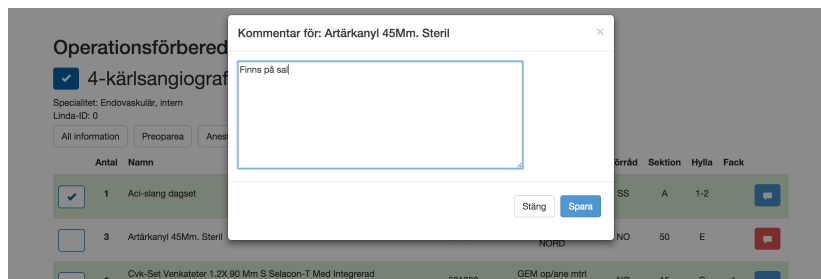 Kommentar för: Artärkanyl 45Mm. Steril
×
Finns på sal
Stäng
Spara
Operationsförbered
4-kärlsangiograf
Specialitet: Endovaskulär, intern
Linda-ID: 0
All information Preoparea Anest
Antal Namn örråd Sektion Hylla Fack
1 Aci-slang dagset SS A 1-2
3 Artärkanyl 45Mm. Steril NORD NO 50 E
Cvk-Set Venkateter 1.2X 90 Mm S Selacon-T Med Integrerad GEM op/ane mtrl